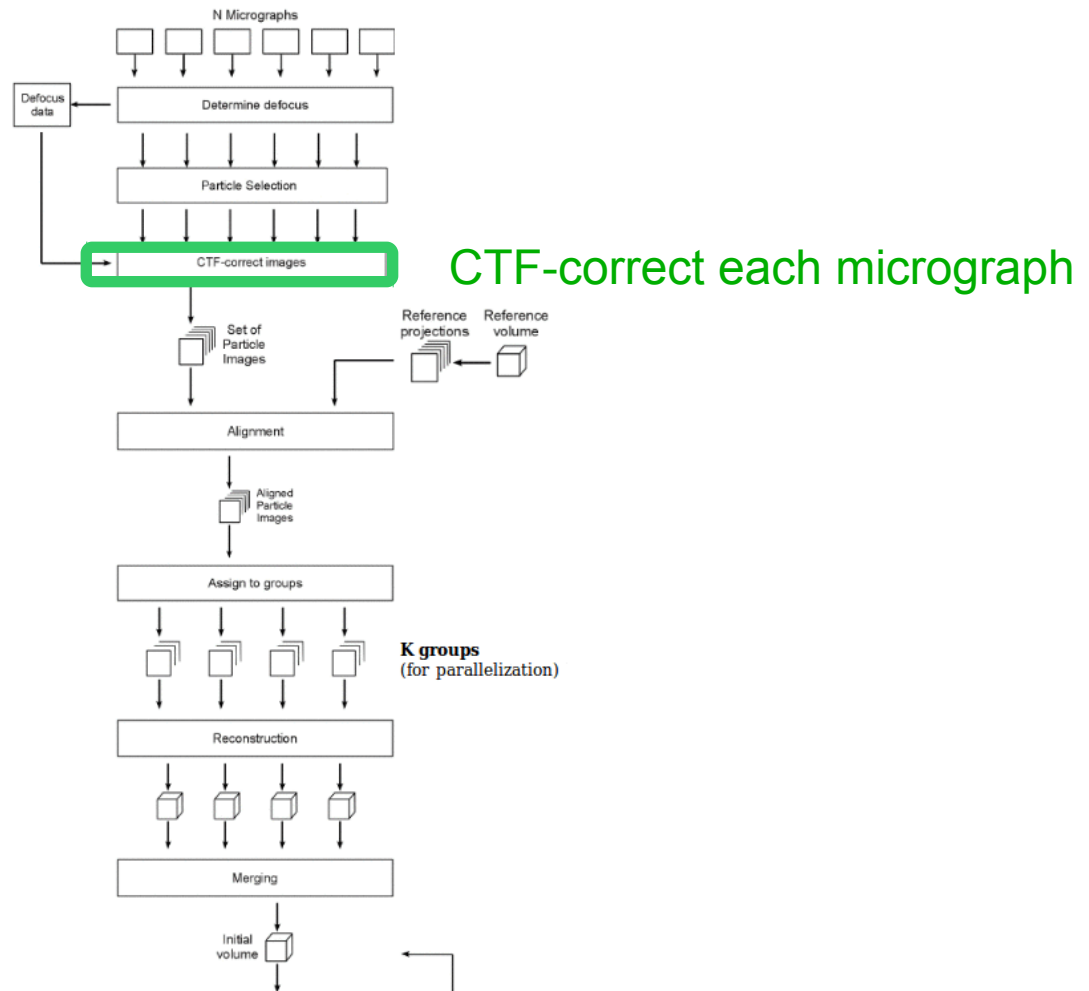 N Micrographs
Defocus
data
Determine defocus
Particle Selection
CTF-correct images
CTF-correct each micrograph
Set of
Particle
Images
Reference
projections
Reference
volume
Alignment
Aligned
Particle
Images
Assign to groups
K groups
(for parallelization)
Reconstruction
Merging
Initial
volume